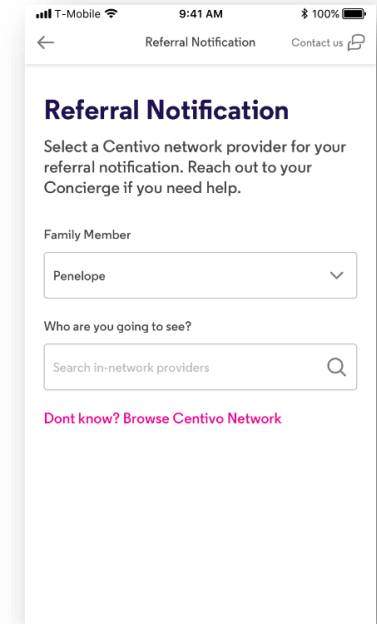 T-Mobile 9:41 AM 100%
Referral Notification Contact us
Referral Notification
Select a Centivo network provider for your
referral notification. Reach out to your
Concierge if you need help.
Family Member
Penelope
Who are you going to see?
Search in-network providers
Dont know? Browse Centivo Network